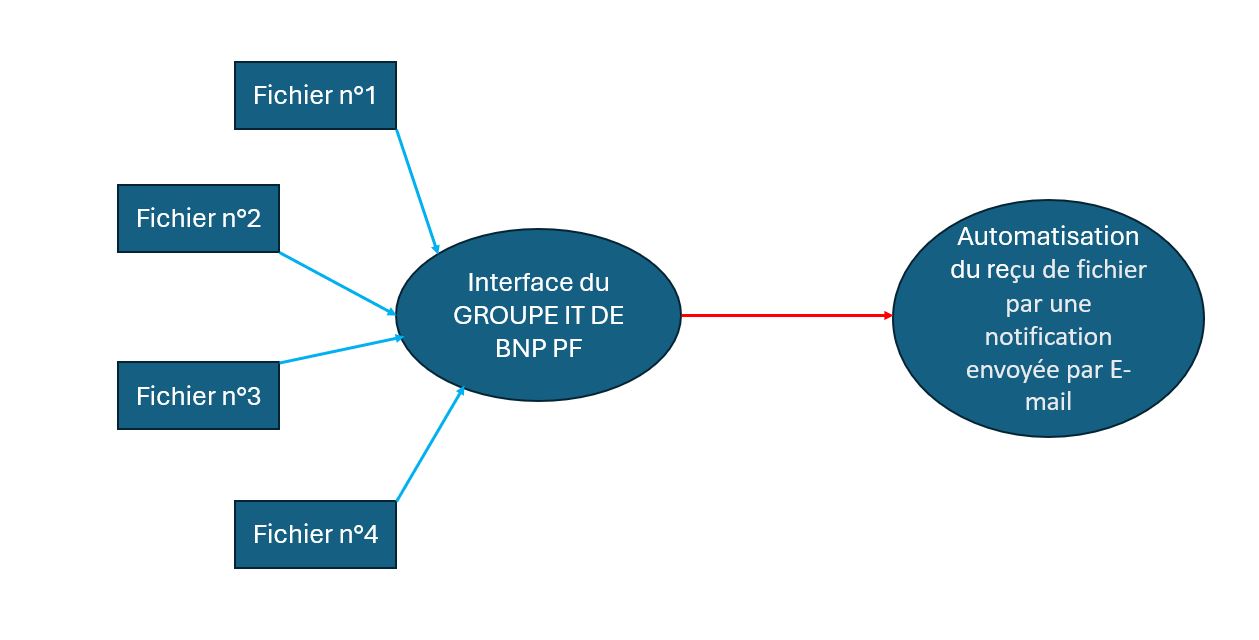 Fichier n°1
Fichier n°2
Interface du
GROUPE IT DE
BNP PF
Fichier n°3
Fichier n°4
Automatisation
du reçu de fichier
par une
notification
envoyée par E-
mail